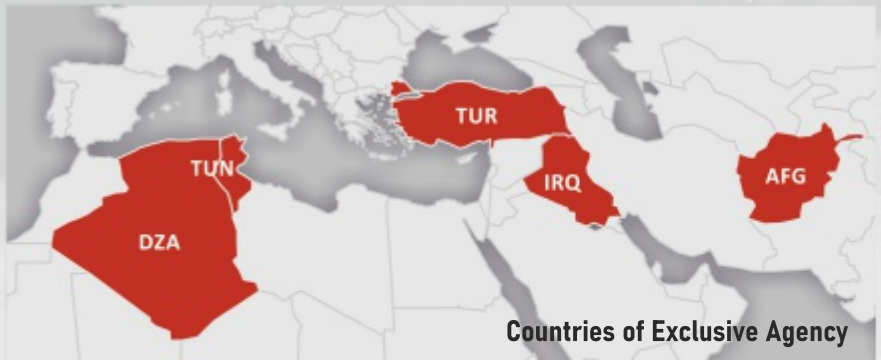 TUR
TUN
IRQ
AFG
DZA
Countries of Exclusive Agency